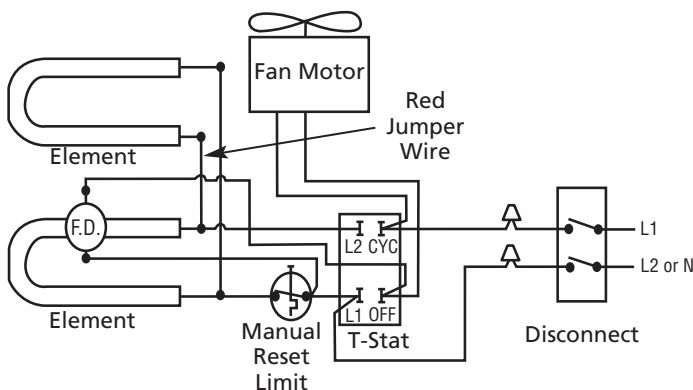 Fan Motor
Red
Jumper
Wire
Element
F.D.
L2 CYC
L1
L2 or N
L1 OFF
Element
Manual
Reset
Limit
T-Stat
Disconnect